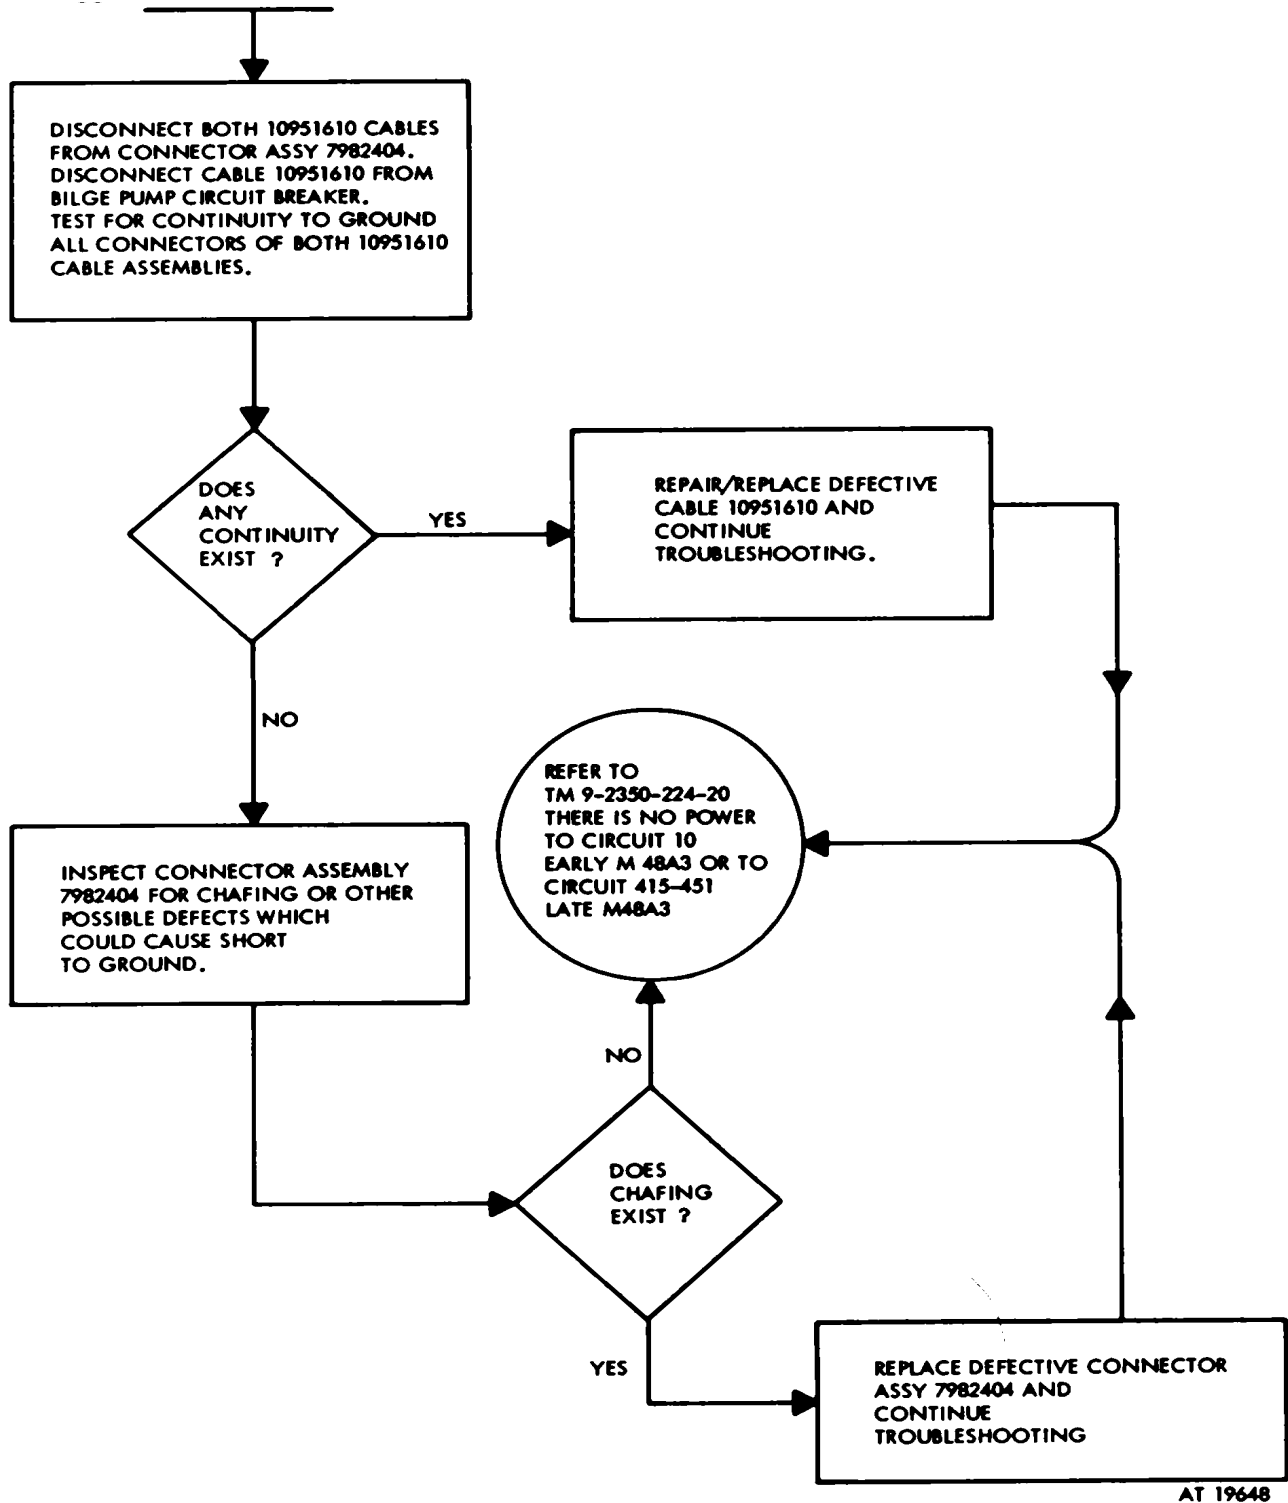 DISCONNECT BOTH 10951610 CABLES
FROM CONNECTOR ASSY 7982404.
DISCONNECT CABLE 10951610 FROM
BILGE PUMP CIRCUIT BREAKER.
TEST FOR CONTINUITY TO GROUND
ALL CONNECTORS OF BOTH 10951610
CABLE ASSEMBLIES.
DOES
ANY
CONTINUITY
EXIST ?
YES
REPAIR/REPLACE DEFECTIVE
CABLE 10951610 AND
CONTINUE
TROUBLESHOOTING.
NO
INSPECT CONNECTOR ASSEMBLY
7982404 FOR CHAFING OR OTHER
POSSIBLE DEFECTS WHICH
COULD CAUSE SHORT
TO GROUND.
REFER TO
TM 9-2350-224-20
THERE IS NO POWER
TO CIRCUIT 10
EARLY M 48A3 OR TO
CIRCUIT 415-451
LATE M48A3
NO
DOES
CHAFING
EXIST ?
YES
REPLACE DEFECTIVE CONNECTOR
ASSY 7982404 AND
CONTINUE
TROUBLESHOOTING
AT 19648